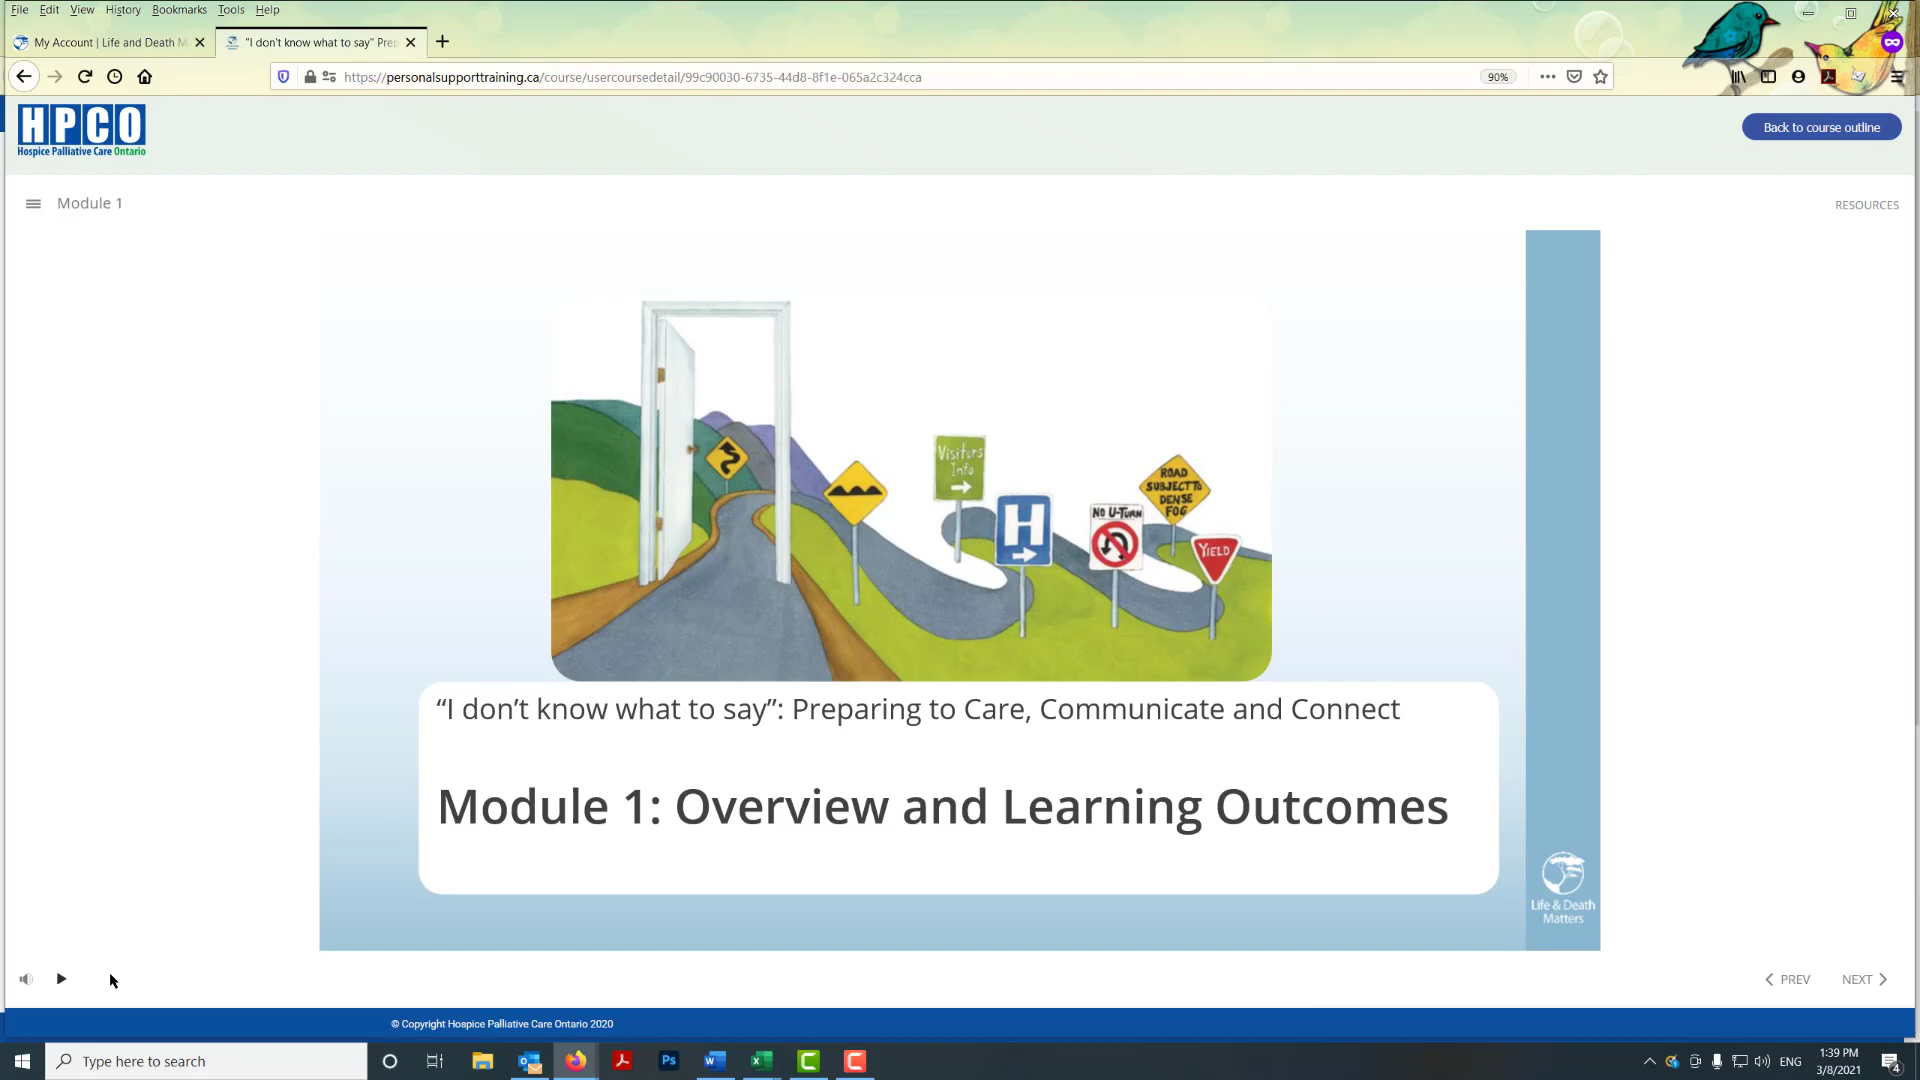 File Edit View History Bookmarks Tools Help
My Account | Life and Death M
"I don't know what to say" Prep
https://personalsupporttraining.ca/course/usercoursedetail/99c90030-6735-44d8-8f1e-065a2c324cca
90%
HPCO
Hospice Palliative Care Ontario
Back to course outline
Module 1
RESOURCES
Visitors
Info
H
NO U-TURN
ROAD
SUBJECT TO
DENSE
FOG
YIELD
“I don’t know what to say”: Preparing to Care, Communicate and Connect
Module 1: Overview and Learning Outcomes
Life & Death
Matters
PREV
NEXT
© Copyright Hospice Palliative Care Ontario 2020
Type here to search
Ps
ENG
1:39 PM
3/8/2021
4